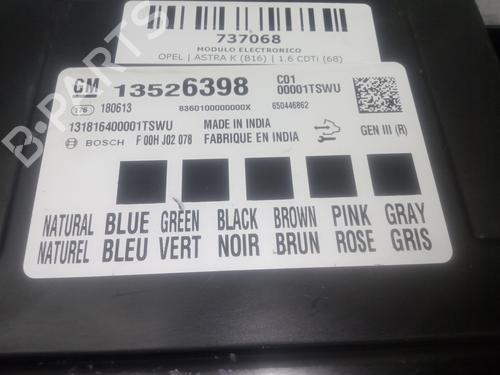 737068
MODULO ELECTRONICO
OPEL | ASTRA K (B16) | 1.6 CDTi (68)
B-PARTS
GM 13526398 C01
00001TSWU
176 180613 8360100000000X 650446862
131816400001TSWU MADE IN INDIA GEN III (R)
BOSCH F 00H J02 078 FABRIQUE EN INDIA
NATURAL BLUE GREEN BLACK BROWN PINK GRAY
NATUREL BLEU VERT NOIR BRUN ROSE GRIS